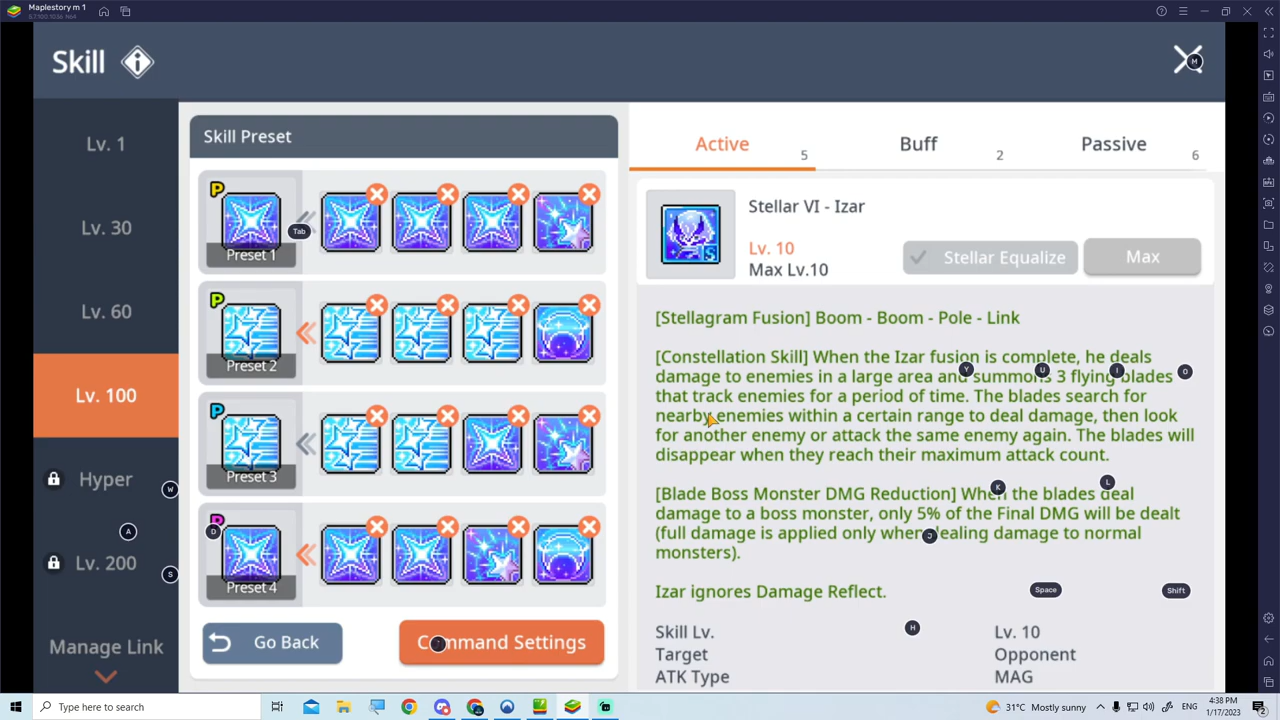 Maplestory m 1
5.7.100.1036 N64
Skill
M
Lv. 1
Lv. 30
Lv. 60
Lv. 100
Hyper
W
A
Lv. 200
S
Manage Link
Skill Preset
P
Preset 1
Tab
P
Preset 2
P
Preset 3
P
D
Preset 4
Go Back
Command Settings
Active
5
Buff
2
Passive
6
Stellar VI - Izar
Lv. 10
Max Lv.10
Stellar Equalize
Max
S
[Stellagram Fusion] Boom - Boom - Pole - Link
[Constellation Skill] When the Izar fusion is complete, he deals
damage to enemies in a large area and summons 3 flying blades
that track enemies for a period of time. The blades search for
nearby enemies within a certain range to deal damage, then look
for another enemy or attack the same enemy again. The blades will
disappear when they reach their maximum attack count.
Y
U
I
O
[Blade Boss Monster DMG Reduction] When the blades deal
damage to a boss monster, only 5% of the Final DMG will be dealt
(full damage is applied only when dealing damage to normal
monsters).
K
L
J
Izar ignores Damage Reflect.
Space
Shift
H
Skill Lv. Lv. 10
Target Opponent
ATK Type MAG
Type here to search
31°C Mostly sunny
ENG
4:38 PM
1/17/2023
2